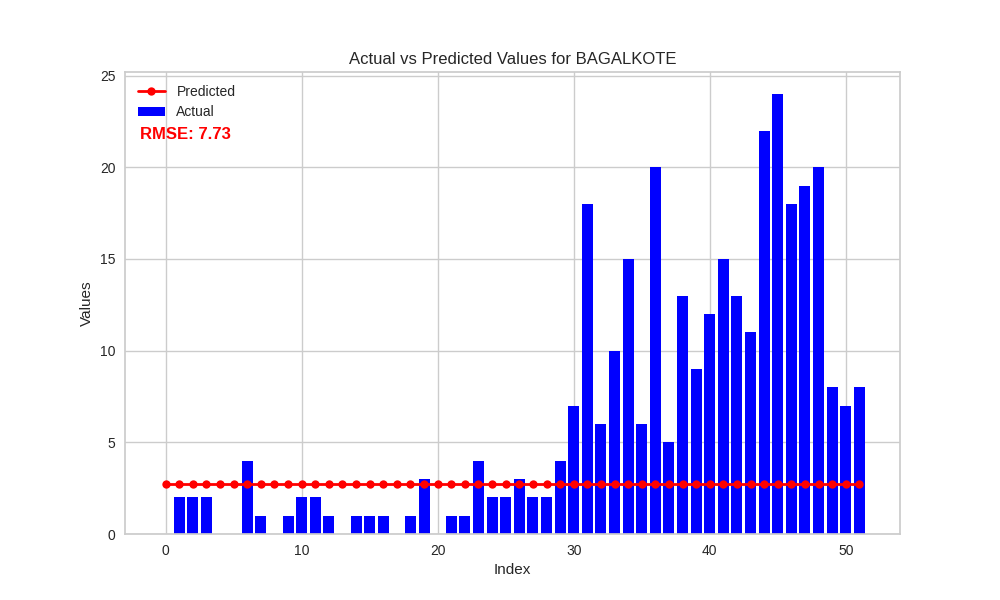 Actual vs Predicted Values for BAGALKOTE
Predicted
Actual
RMSE: 7.73
Values
25
20
15
10
5
0
0 10 20 30 40 50
Index